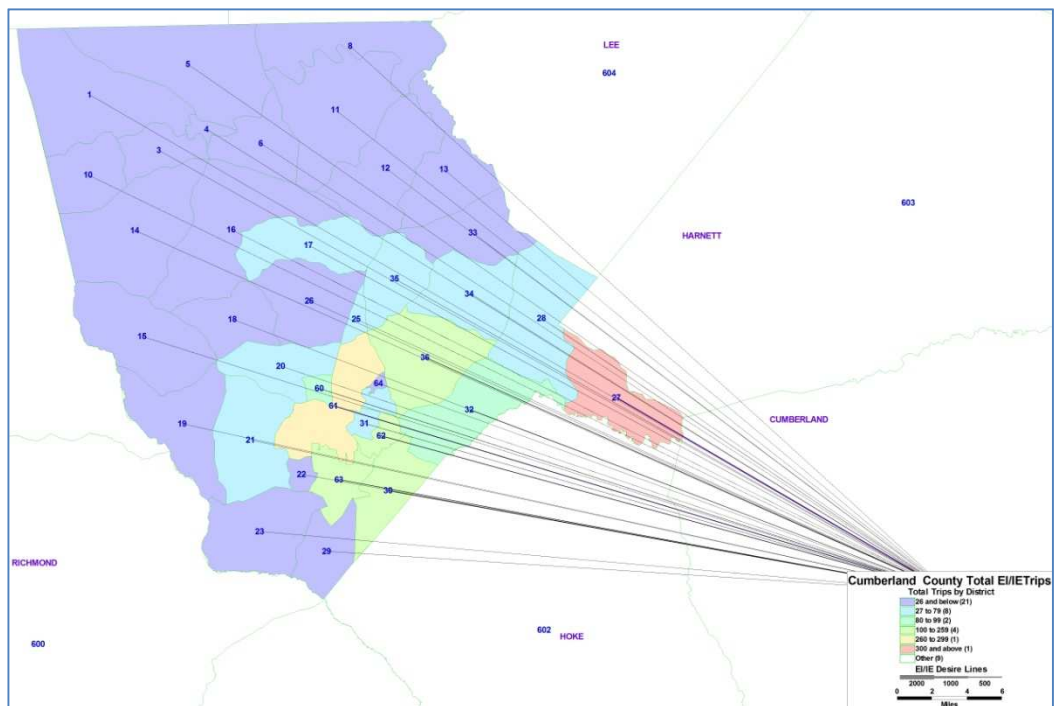 8
LEE
5
604
1
11
4
6
3
12
13
10
603
16
14
33
HARNETT
17
35
34
26
25
28
18
15
20
36
64
60
27
61
32
19
31
CUMBERLAND
21
62
22
63
30
23
29
RICHMOND
600
602
HOKE
Cumberland County Total EI/IETrips
Total Trips by District
26 and below (21)
27 to 79 (8)
80 to 99 (2)
100 to 259 (4)
260 to 299 (1)
300 and above (1)
Other (9)
EI/IE Desire Lines
2000 1000 500
0 2 4 6
Miles